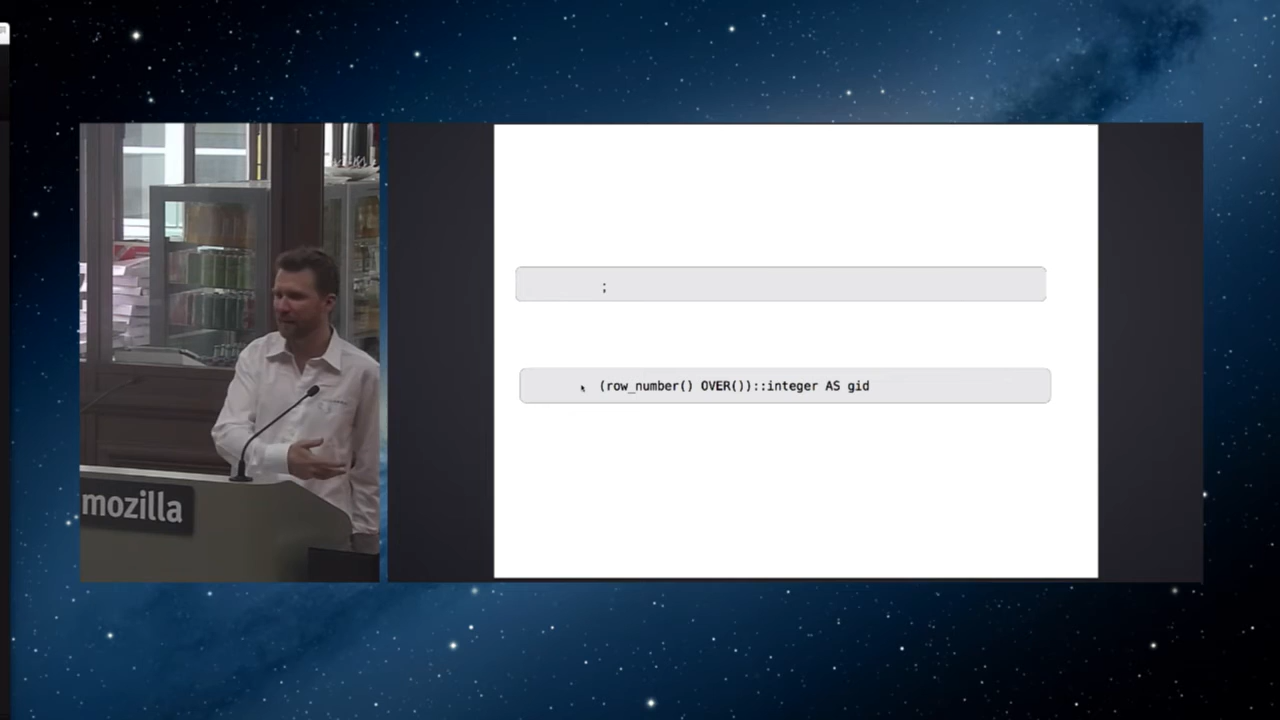 ;
(row_number() OVER())::integer AS gid
mozilla